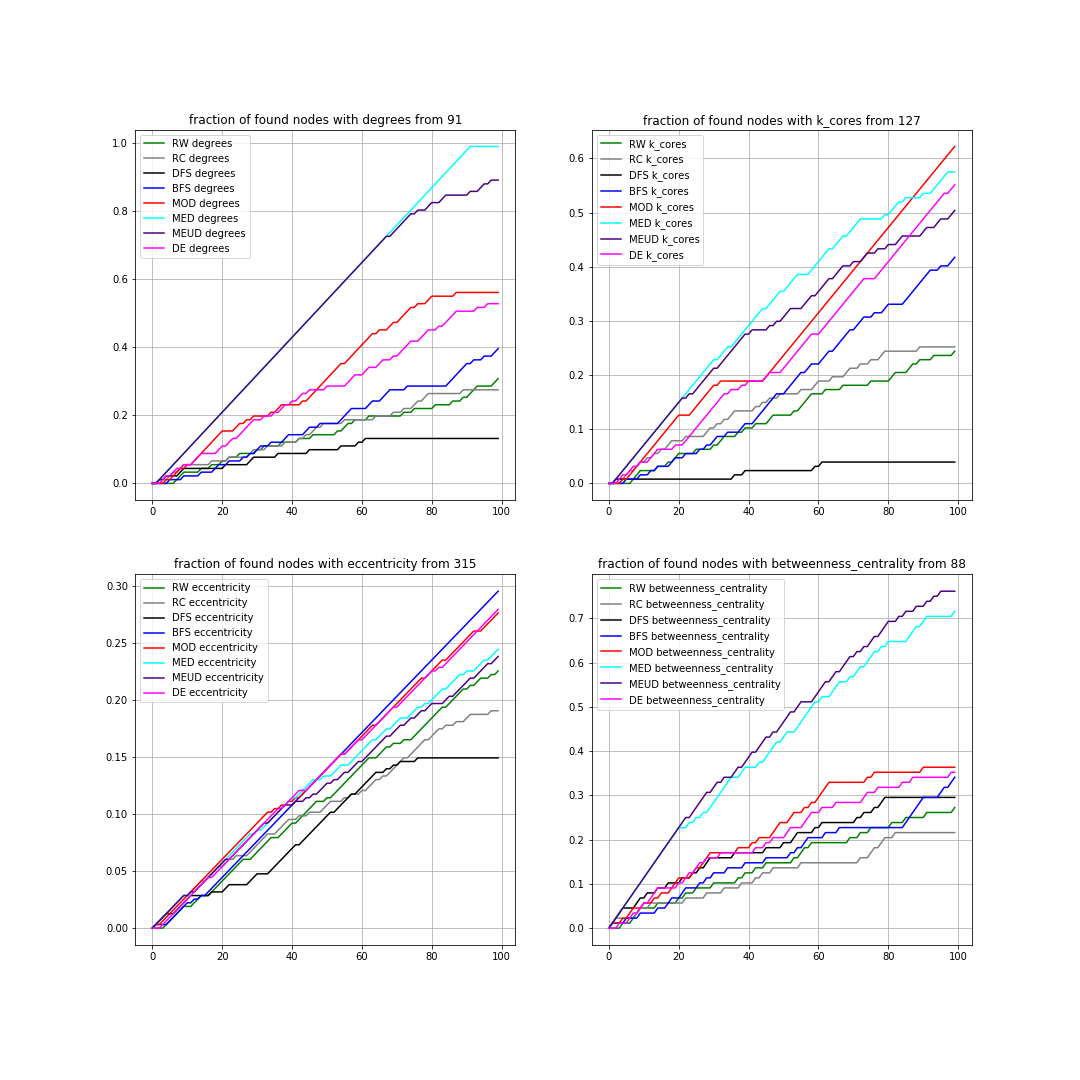 fraction of found nodes with degrees from 91
RW degrees
RC degrees
DFS degrees
BFS degrees
MOD degrees
MED degrees
MEUD degrees
DE degrees
1.0
0.8
0.6
0.4
0.2
0.0
0 20 40 60 80 100
fraction of found nodes with k_cores from 127
RW k_cores
RC k_cores
DFS k_cores
BFS k_cores
MOD k_cores
MED k_cores
MEUD k_cores
DE k_cores
0.6
0.5
0.4
0.3
0.2
0.1
0.0
0 20 40 60 80 100
fraction of found nodes with eccentricity from 315
RW eccentricity
RC eccentricity
DFS eccentricity
BFS eccentricity
MOD eccentricity
MED eccentricity
MEUD eccentricity
DE eccentricity
0.30
0.25
0.20
0.15
0.10
0.05
0.00
0 20 40 60 80 100
fraction of found nodes with betweenness_centrality from 88
RW betweenness_centrality
RC betweenness_centrality
DFS betweenness_centrality
BFS betweenness_centrality
MOD betweenness_centrality
MED betweenness_centrality
MEUD betweenness_centrality
DE betweenness_centrality
0.7
0.6
0.5
0.4
0.3
0.2
0.1
0.0
0 20 40 60 80 100